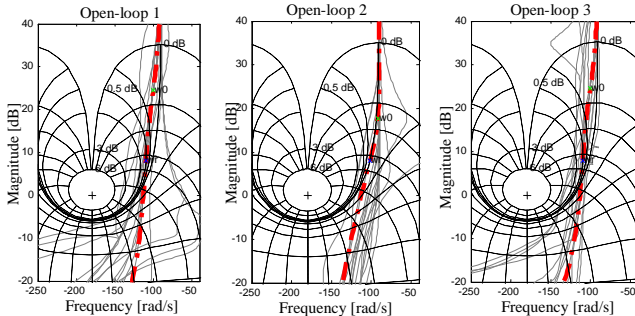 Open-loop 1
Magnitude [dB]
40
30
20
10
0
-10
-20
-250
-200
-150
-100
-50
0 dB
0,5 dB
w0
3 dB
6 dB
Frequency [rad/s]
Open-loop 2
Magnitude [dB]
40
30
20
10
0
-10
-20
-250
-200
-150
-100
-50
0 dB
0,5 dB
w0
3 dB
6 dB
Frequency [rad/s]
Open-loop 3
Magnitude [dB]
40
30
20
10
0
-10
-20
-250
-200
-150
-100
-50
0 dB
0,5 dB
w0
3 dB
6 dB
Frequency [rad/s]